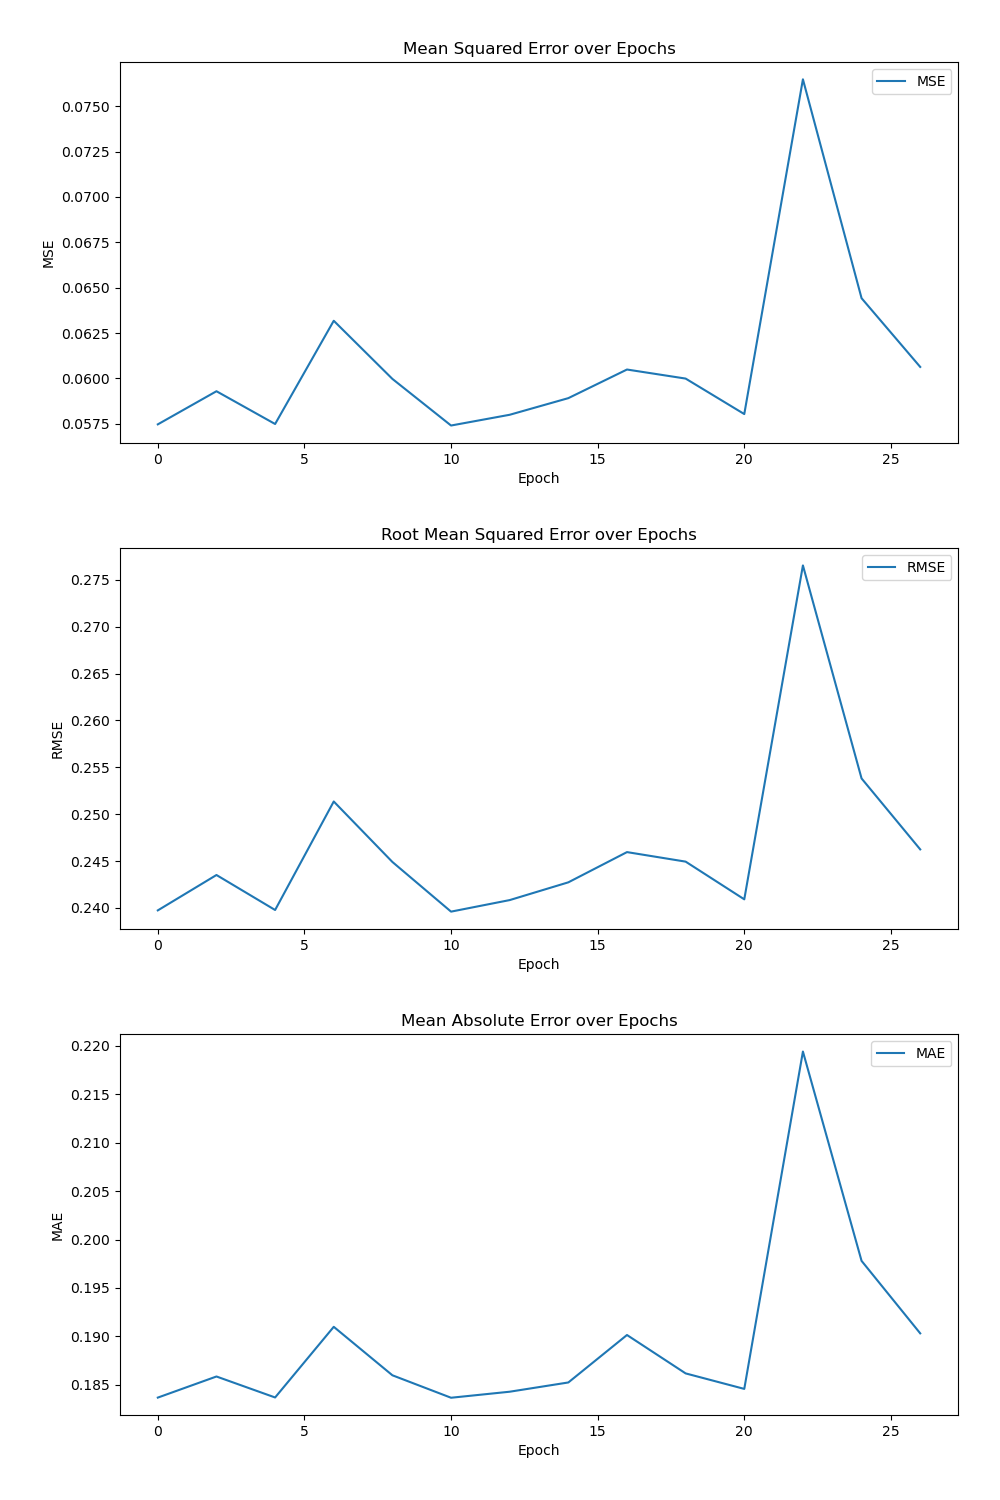 Mean Squared Error over Epochs
MSE
0.0750
0.0725
0.0700
0.0675
0.0650
0.0625
0.0600
0.0575
MSE
0 5 10 15 20 25
Epoch
Root Mean Squared Error over Epochs
RMSE
0.275
0.270
0.265
0.260
0.255
0.250
0.245
0.240
RMSE
0 5 10 15 20 25
Epoch
Mean Absolute Error over Epochs
MAE
0.220
0.215
0.210
0.205
0.200
0.195
0.190
0.185
MAE
0 5 10 15 20 25
Epoch